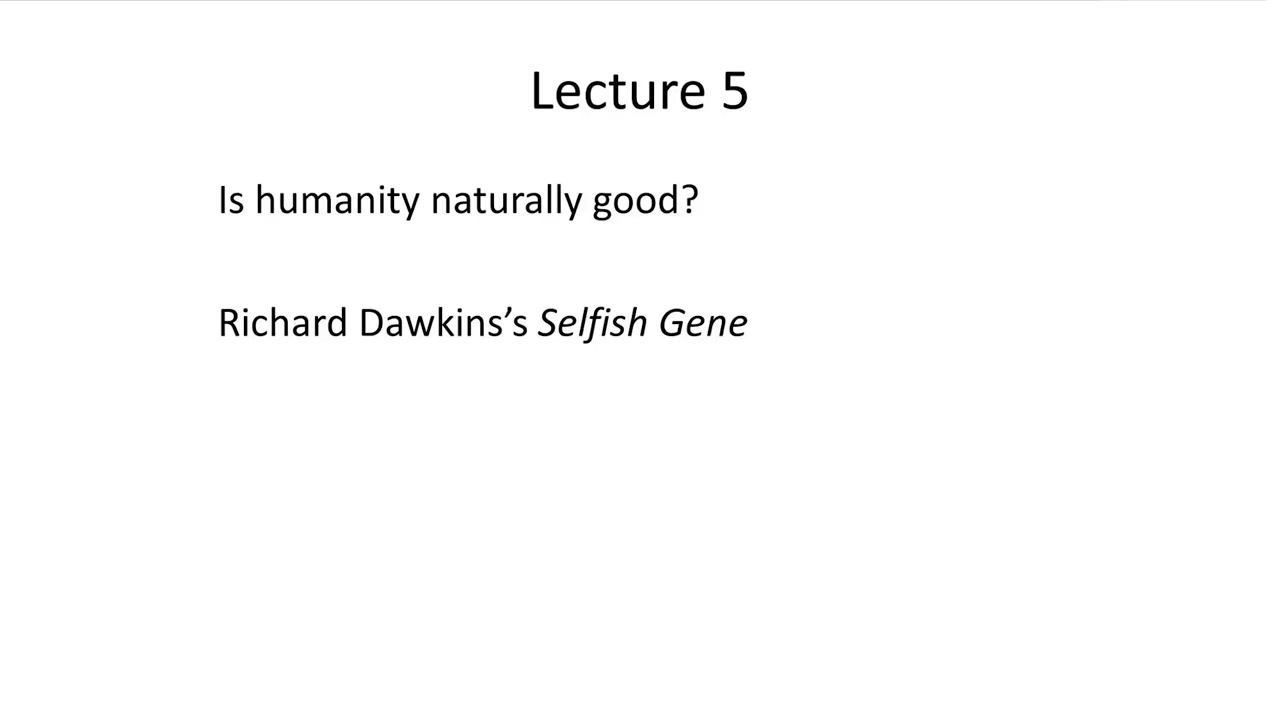 Lecture 5
Is humanity naturally good?
Richard Dawkins’s Selfish Gene